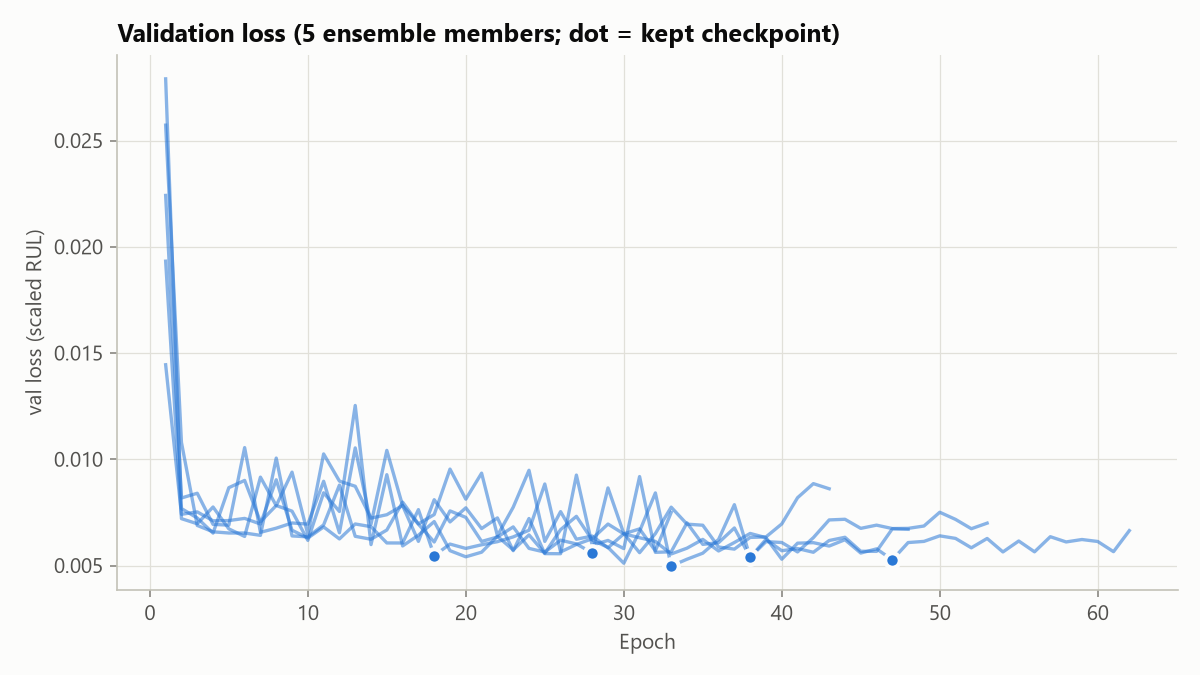 Validation loss (5 ensemble members; dot = kept checkpoint)
val loss (scaled RUL)
0.025
0.020
0.015
0.010
0.005
0 10 20 30 40 50 60
Epoch